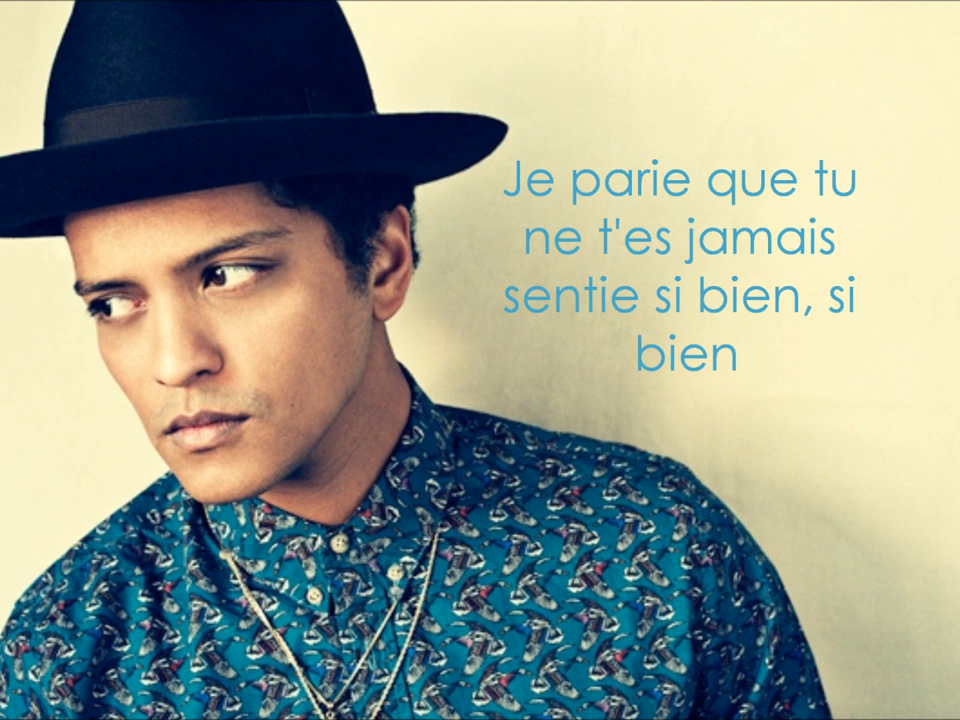 Je parie que tu
ne t'es jamais
sentie si bien, si
bien